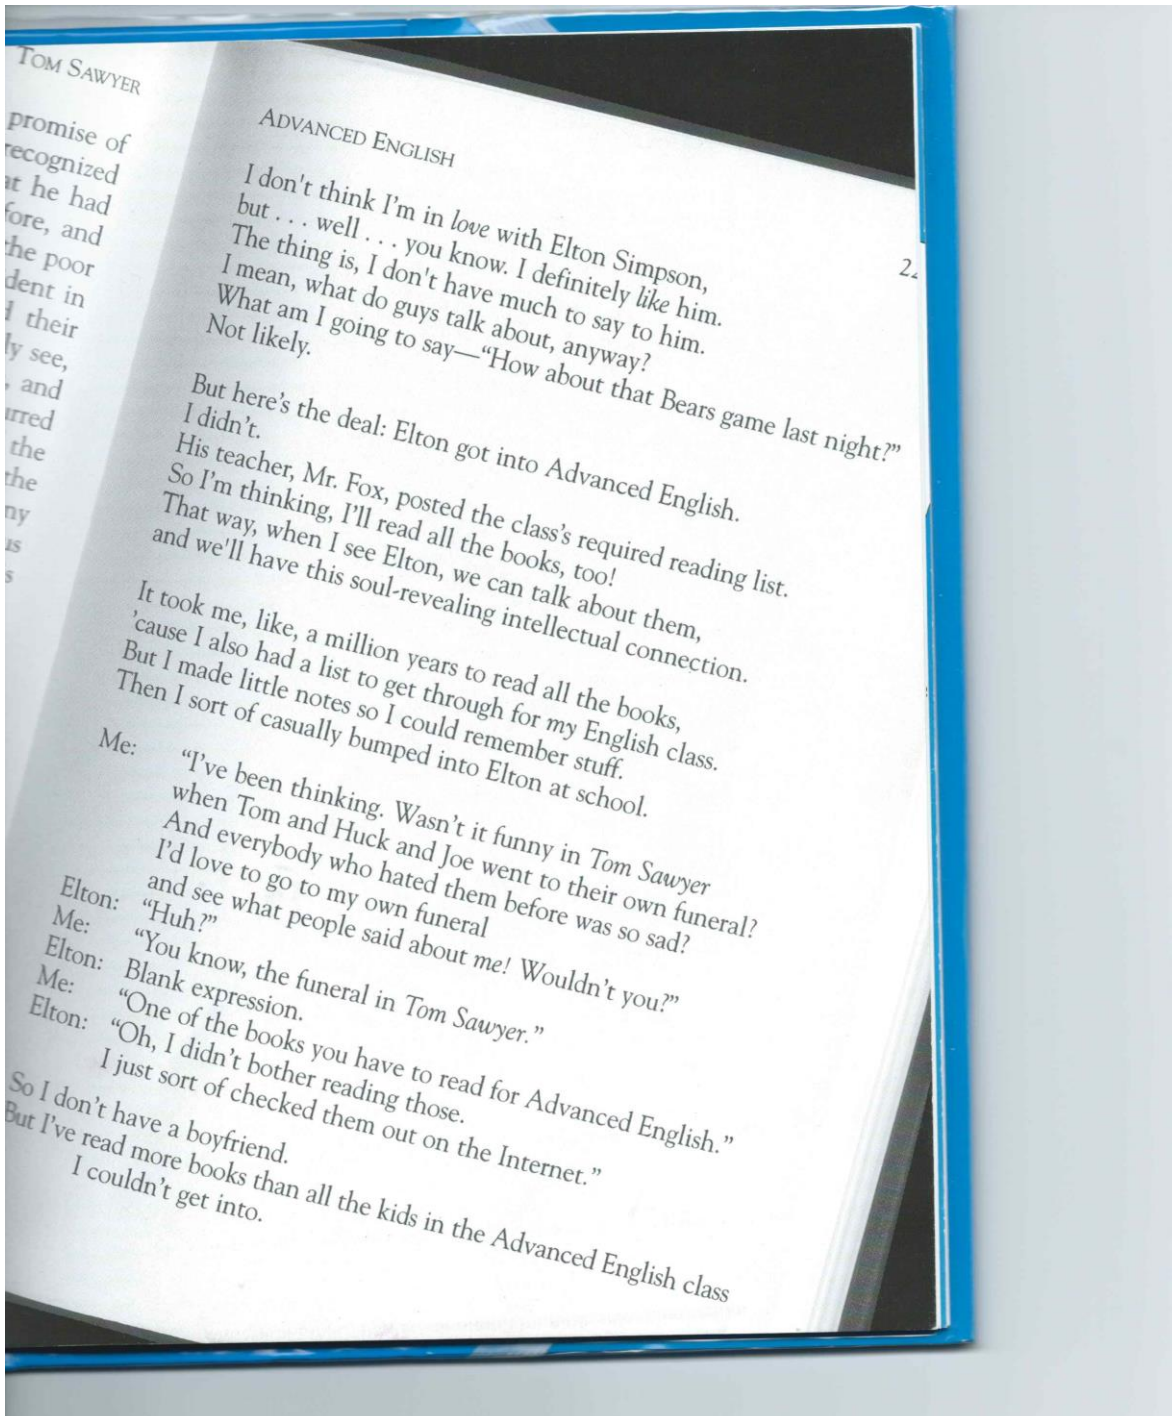 TOM SAWYER
promise of
recognized
at he had
fore, and
the poor
dent in
their
ly see,
, and
urred
the
the
ny
us
s
ADVANCED ENGLISH
22
I don't think I'm in love with Elton Simpson,
but . . . well . . . you know. I definitely like him.
The thing is, I don't have much to say to him.
I mean, what do guys talk about, anyway?
What am I going to say—“How about that Bears game last night?”
Not likely.
But here's the deal: Elton got into Advanced English.
I didn't.
His teacher, Mr. Fox, posted the class's required reading list.
So I'm thinking, I'll read all the books, too!
That way, when I see Elton, we can talk about them,
and we'll have this soul-revealing intellectual connection.
It took me, like, a million years to read all the books,
'cause I also had a list to get through for my English class.
But I made little notes so I could remember stuff.
Then I sort of casually bumped into Elton at school.
Me: “I've been thinking. Wasn't it funny in Tom Sawyer
when Tom and Huck and Joe went to their own funeral?
And everybody who hated them before was so sad?
I'd love to go to my own funeral
and see what people said about me! Wouldn't you?”
Elton: “Huh?”
Me: “You know, the funeral in Tom Sawyer.”
Elton: Blank expression.
Me: “One of the books you have to read for Advanced English.”
Elton: “Oh, I didn't bother reading those.
I just sort of checked them out on the Internet.”
So I don't have a boyfriend.
But I've read more books than all the kids in the Advanced English class
I couldn't get into.